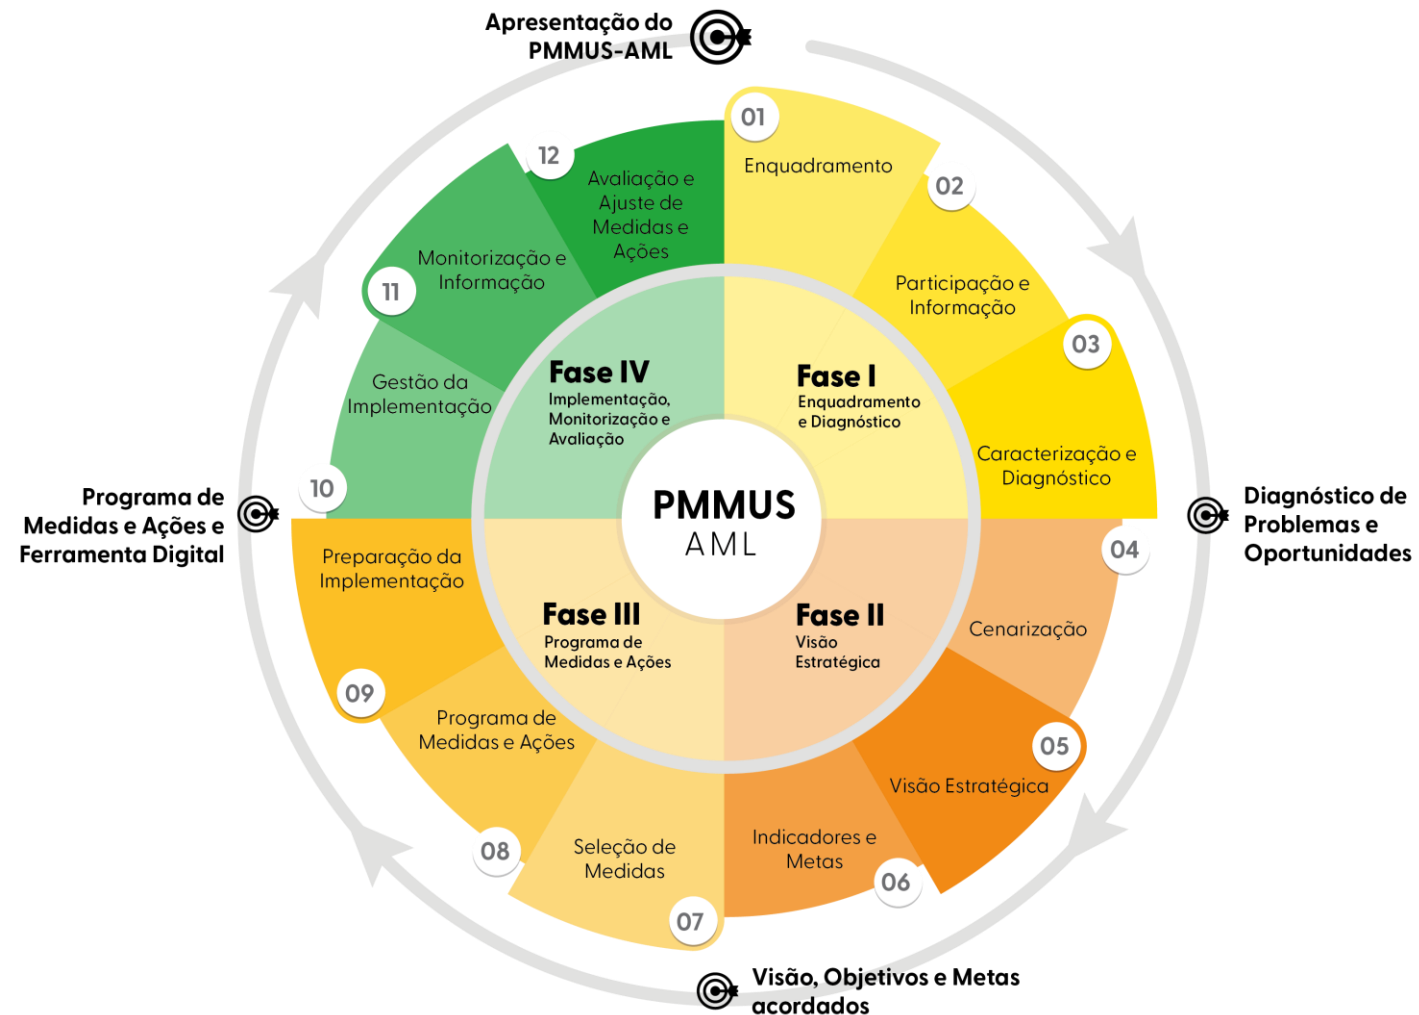 Apresentação do
PMMUS-AML
01
Enquadramento
02
Participação e
Informação
03
Caracterização e
Diagnóstico
Diagnóstico de
Problemas e
Oportunidades
04
Cenarização
05
Visão Estratégica
06
Indicadores e
Metas
Visão, Objetivos e Metas
acordados
07
Seleção de
Medidas
08
Programa de
Medidas e Ações
09
Preparação da
Implementação
Programa de
Medidas e Ações e
Ferramenta Digital
10
Gestão da
Implementação
11
Monitorização e
Informação
12
Avaliação e
Ajuste de
Medidas e
Ações
Fase I
Enquadramento
e Diagnóstico
Fase II
Visão
Estratégica
Fase III
Programa de
Medidas e Ações
Fase IV
Implementação,
Monitorização e
Avaliação
PMMUS
AML